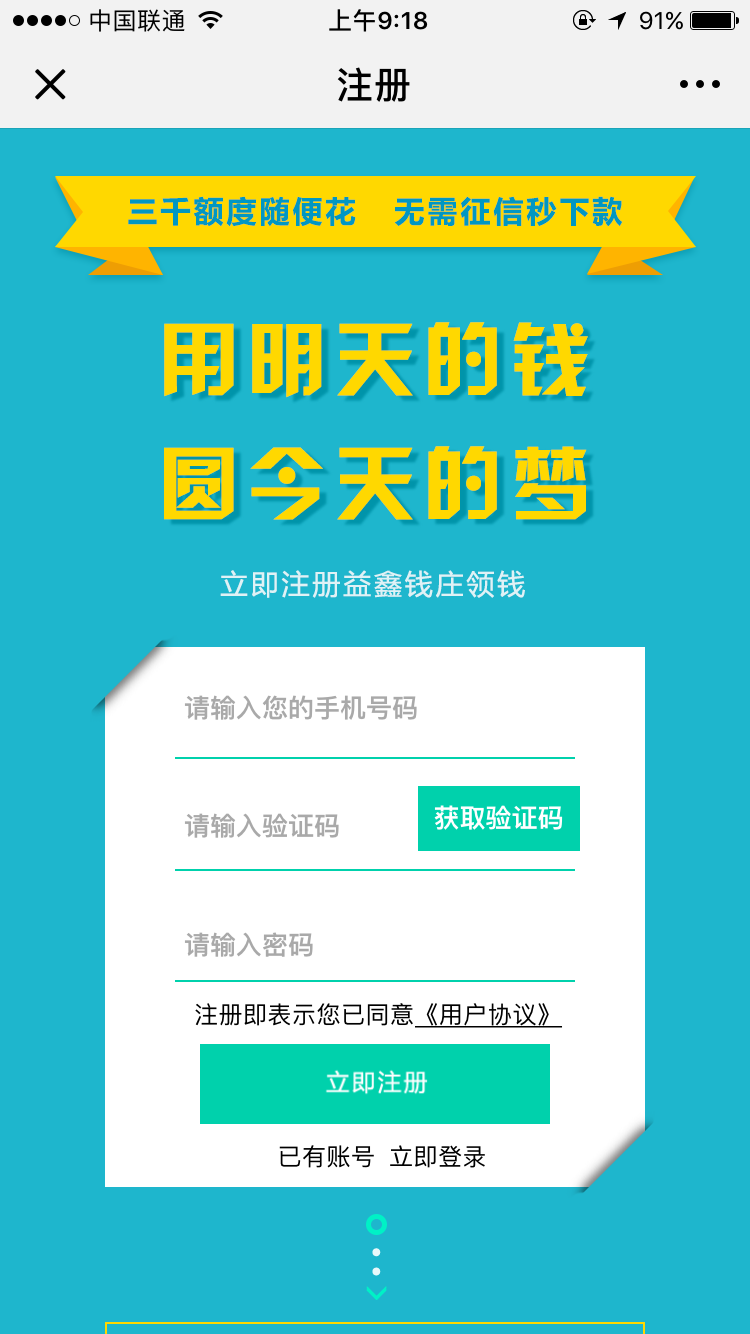 中国联通 上午9:18 91%
注册
三千额度随便花 无需征信秒下款
用明天的钱
圆今天的梦
立即注册益鑫钱庄领钱
请输入您的手机号码
请输入验证码 获取验证码
请输入密码
注册即表示您已同意《用户协议》
立即注册
已有账号 立即登录